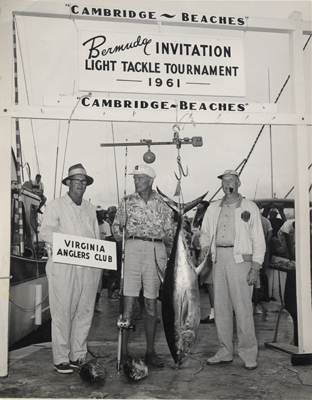 "CAMBRIDGE ~ BEACHES"
Bermuda INVITATION
LIGHT TACKLE TOURNAMENT
— 1961 —
"CAMBRIDGE ~ BEACHES"
VIRGINIA
ANGLERS CLUB